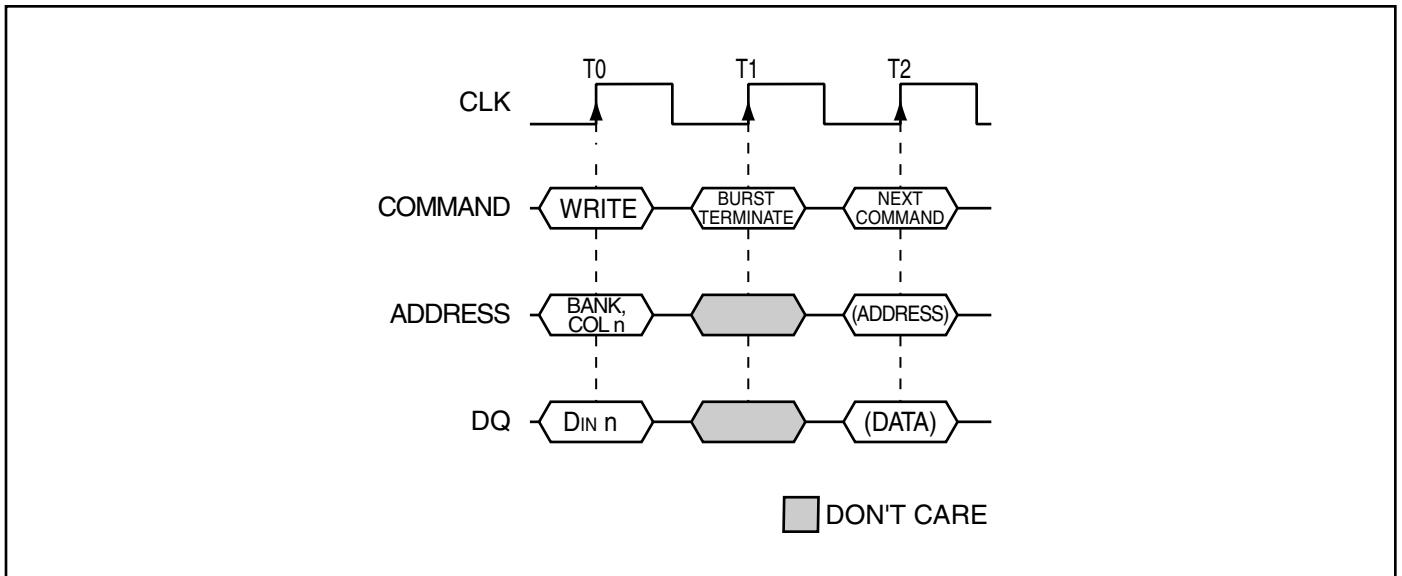 T0 T1 T2
CLK
COMMAND WRITE BURST TERMINATE NEXT COMMAND
ADDRESS BANK, COL n (ADDRESS)
DQ DIN n (DATA)
DON'T CARE